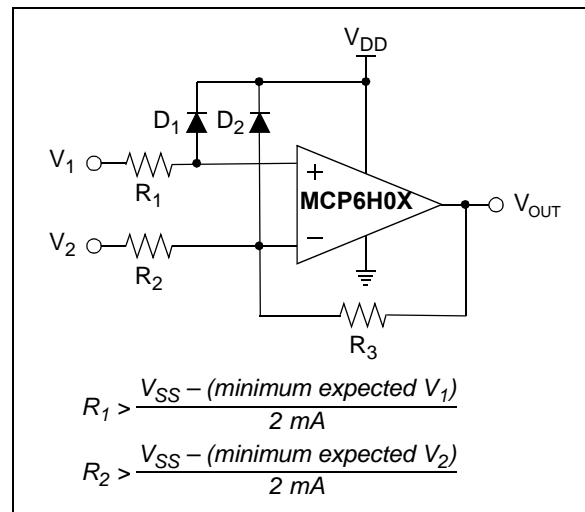 V_DD
D_1 D_2
V_1
R_1
MCP6H0X
V_OUT
V_2
R_2
R_3
R_1 > V_SS – (minimum expected V_1) / 2 mA
R_2 > V_SS – (minimum expected V_2) / 2 mA